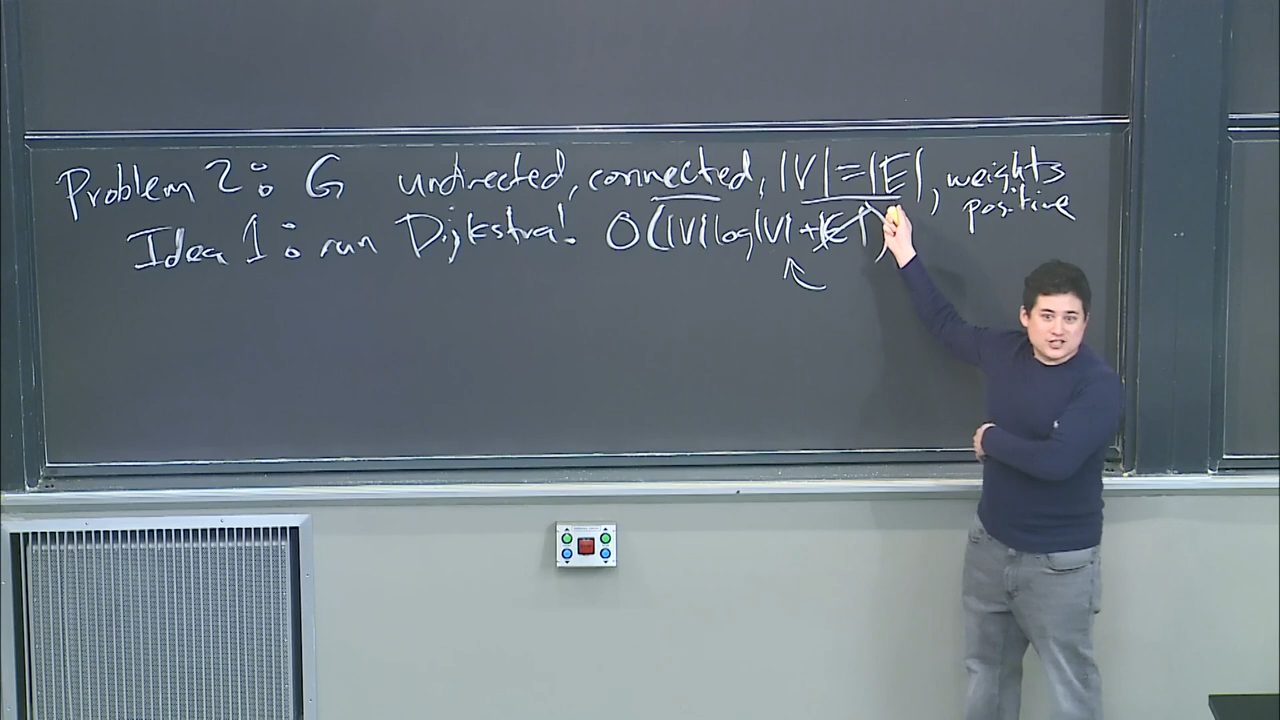 Problem 2: G undirected, connected, |V|=|E|, weights positive
Idea 1: run Dijkstra! O(|V|log|V|+|E|)